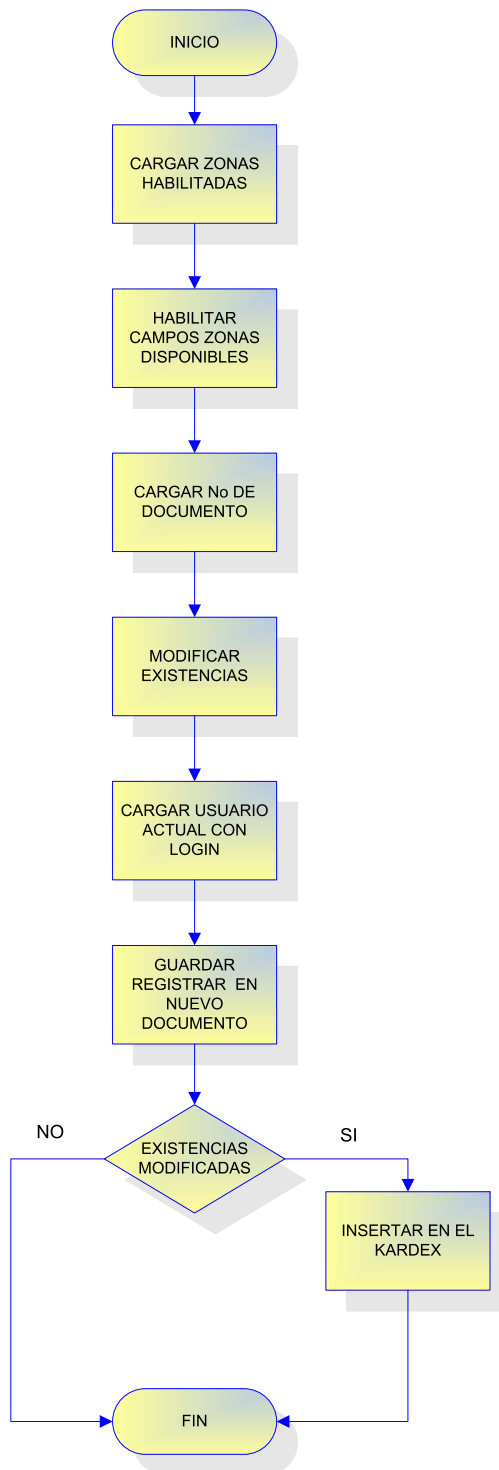 INICIO
CARGAR ZONAS
HABILITADAS
HABILITAR
CAMPOS ZONAS
DISPONIBLES
CARGAR No DE
DOCUMENTO
MODIFICAR
EXISTENCIAS
CARGAR USUARIO
ACTUAL CON
LOGIN
GUARDAR
REGISTRAR EN
NUEVO
DOCUMENTO
NO
EXISTENCIAS
MODIFICADAS
SI
INSERTAR EN EL
KARDEX
FIN